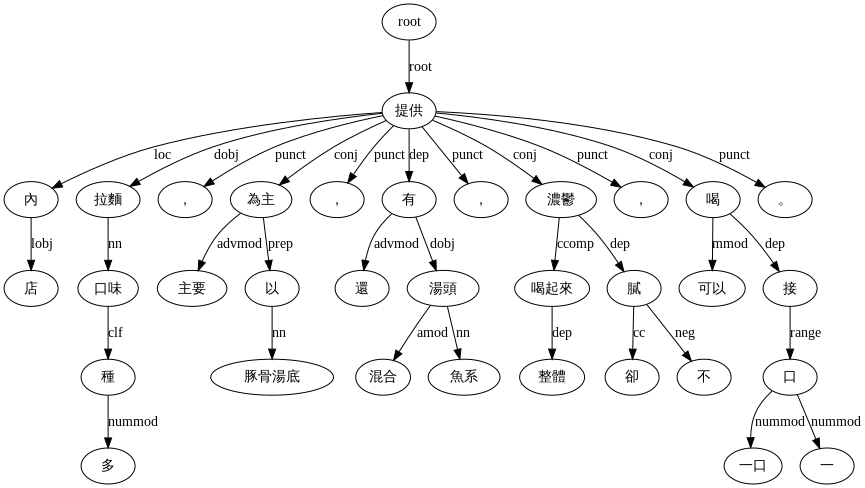 root
root
提供
loc dobj punct conj punct dep punct conj punct conj punct
內 拉麵 ， 為主 ， 有 ， 濃鬱 ， 喝 。
lobj nn advmod prep advmod dobj ccomp dep mmod dep
店 口味 主要 以 還 湯頭 喝起來 膩 可以 接
clf nn amod nn dep cc neg range
種 豚骨湯底 混合 魚系 整體 卻 不 口
nummod nummod nummod
多 一口 一